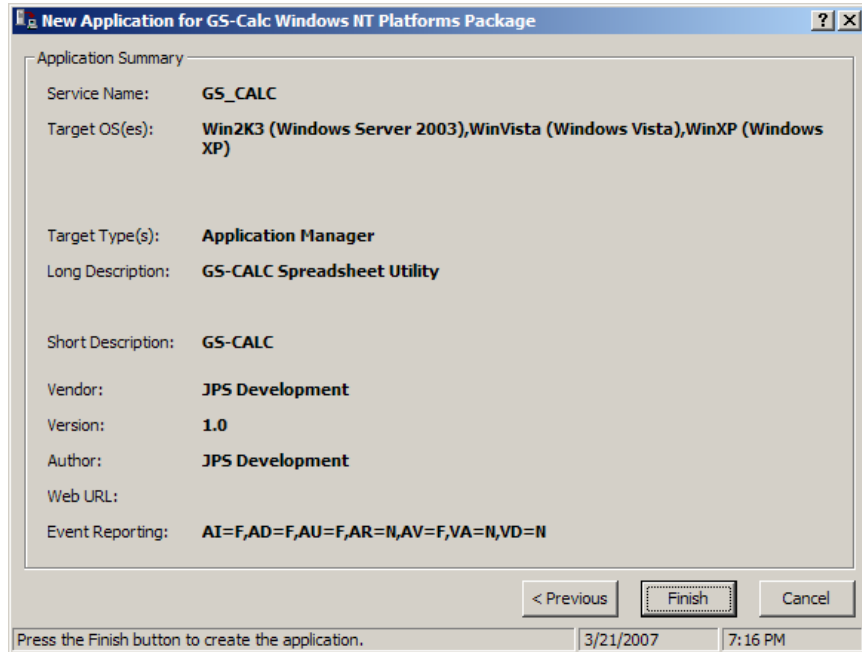 New Application for GS-Calc Windows NT Platforms Package
Application Summary
Service Name: GS_CALC
Target OS(es): Win2K3 (Windows Server 2003),WinVista (Windows Vista),WinXP (Windows
XP)
Target Type(s): Application Manager
Long Description: GS-CALC Spreadsheet Utility
Short Description: GS-CALC
Vendor: JPS Development
Version: 1.0
Author: JPS Development
Web URL:
Event Reporting: AI=F,AD=F,AU=F,AR=N,AV=F,VA=N,VD=N
< Previous Finish Cancel
Press the Finish button to create the application. 3/21/2007 7:16 PM